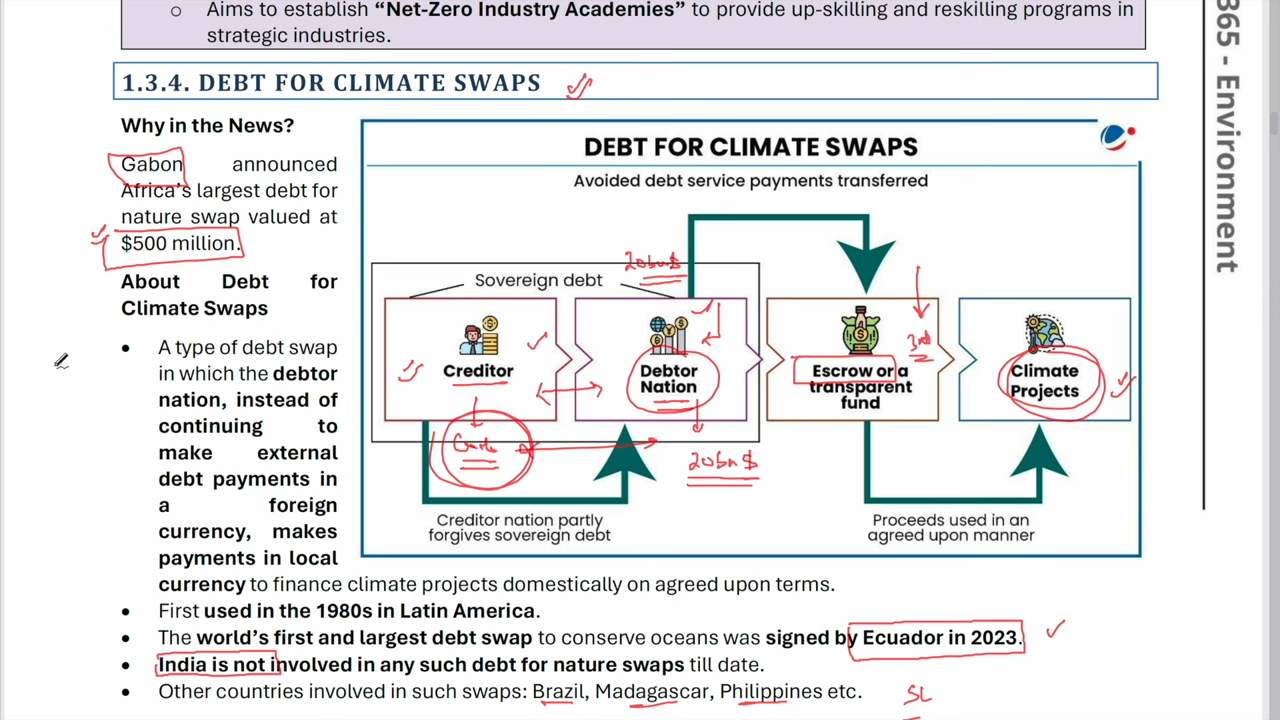 Aims to establish “Net-Zero Industry Academies” to provide up-skilling and reskilling programs in
strategic industries.
1.3.4. DEBT FOR CLIMATE SWAPS
Why in the News?
Gabon announced
Africa’s largest debt for
nature swap valued at
$500 million.
About Debt for
Climate Swaps
• A type of debt swap
in which the debtor
nation, instead of
continuing to
make external
debt payments in
a foreign
currency, makes
payments in local
currency to finance climate projects domestically on agreed upon terms.
• First used in the 1980s in Latin America.
• The world’s first and largest debt swap to conserve oceans was signed by Ecuador in 2023.
• India is not involved in any such debt for nature swaps till date.
• Other countries involved in such swaps: Brazil, Madagascar, Philippines etc.
SL
DEBT FOR CLIMATE SWAPS
Avoided debt service payments transferred
Sovereign debt
20bn$
Creditor
Debtor
Nation
Escrow or a
transparent
fund
3rd
Climate
Projects
20bn$
Creditor nation partly
forgives sovereign debt
Proceeds used in an
agreed upon manner
365 - Environment